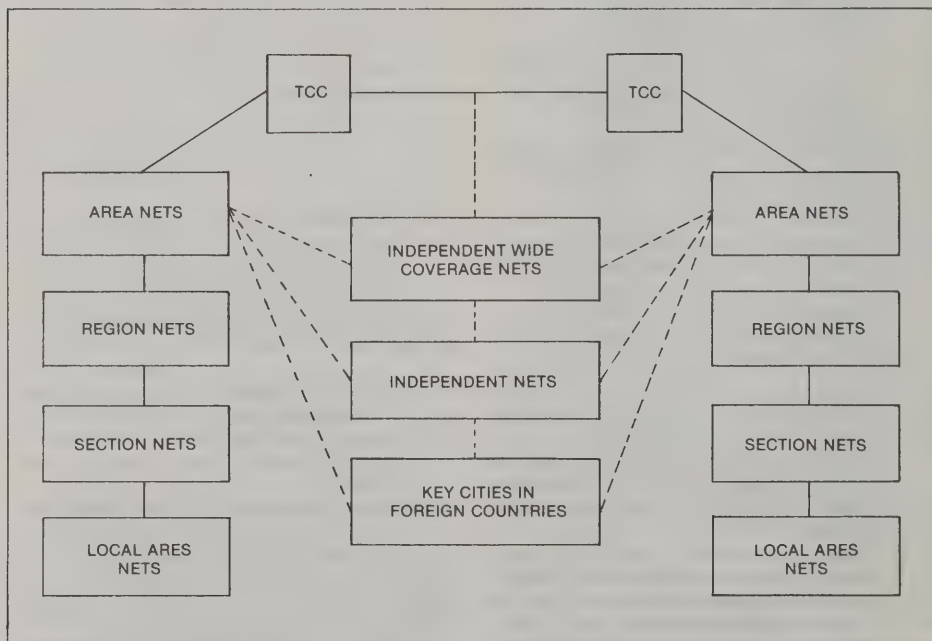 TCC
TCC
AREA NETS
AREA NETS
INDEPENDENT WIDE
COVERAGE NETS
REGION NETS
REGION NETS
INDEPENDENT NETS
SECTION NETS
SECTION NETS
KEY CITIES IN
FOREIGN COUNTRIES
LOCAL ARES
NETS
LOCAL ARES
NETS